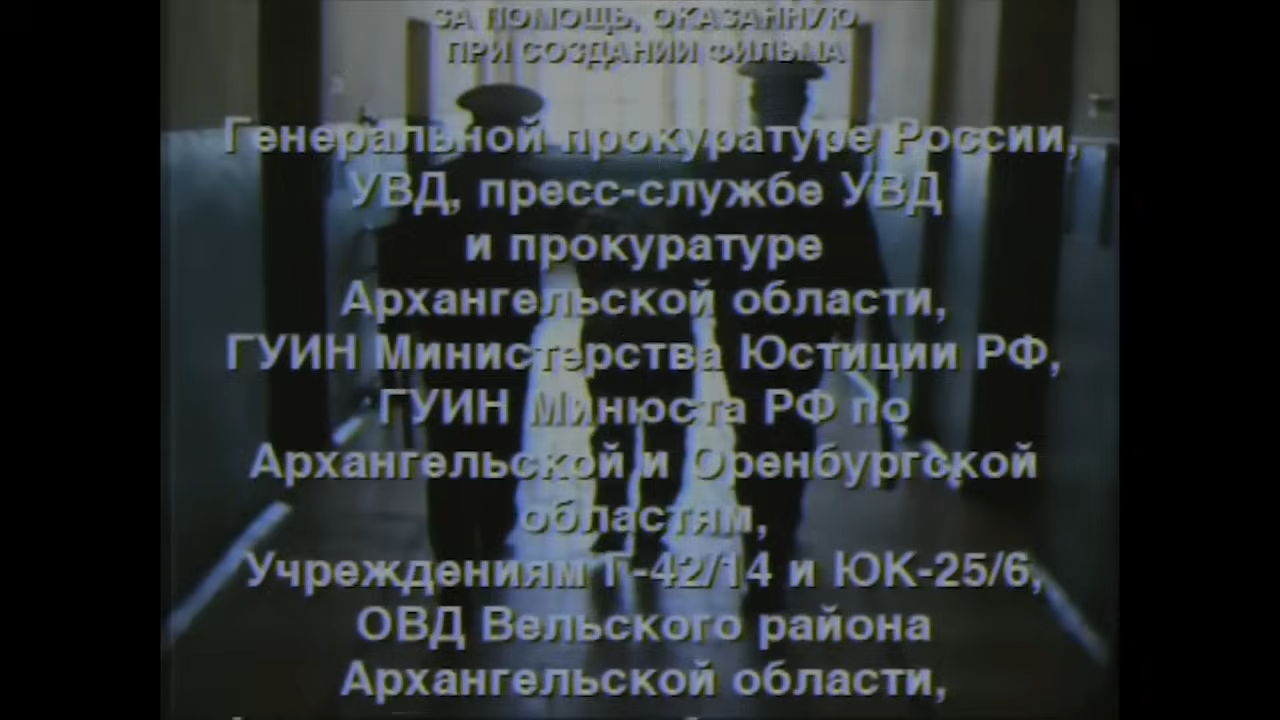 ЗА ПОМОЩЬ, ОКАЗАННУЮ
ПРИ СОЗДАНИИ ФИЛЬМА
Генеральной прокуратуре России,
УВД, пресс-службе УВД
и прокуратуре
Архангельской области,
ГУИН Министерства Юстиции РФ,
ГУИН Минюста РФ по
Архангельской и Оренбургской
областям,
Учреждениям Г-42/14 и ЮК-25/6,
ОВД Вельского района
Архангельской области,